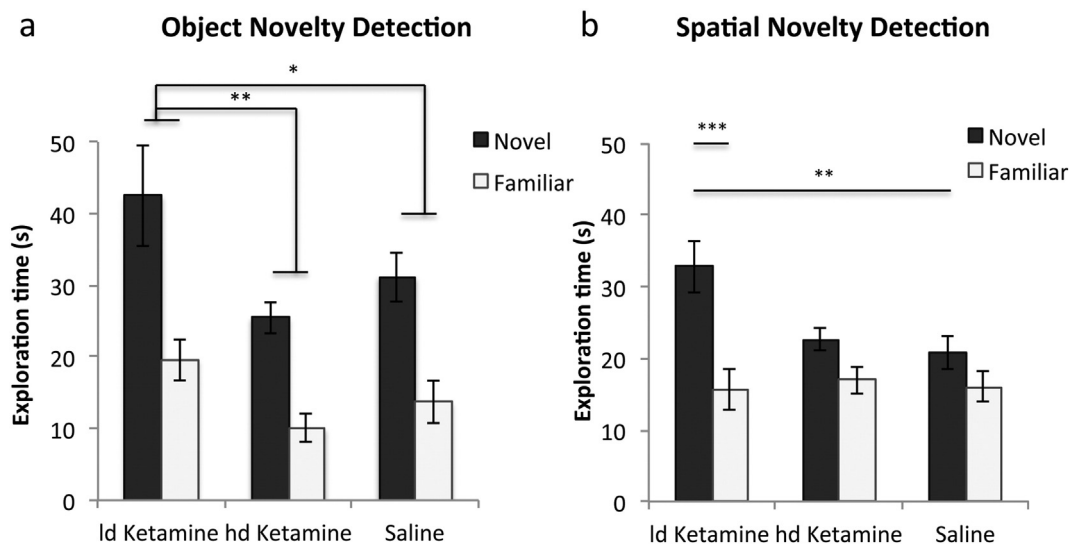 a Object Novelty Detection
*
**
50
40
30
20
10
0
Exploration time (s)
Novel
Familiar
ld Ketamine hd Ketamine Saline
b Spatial Novelty Detection
***
**
50
40
30
20
10
0
Exploration time (s)
Novel
Familiar
ld Ketamine hd Ketamine Saline